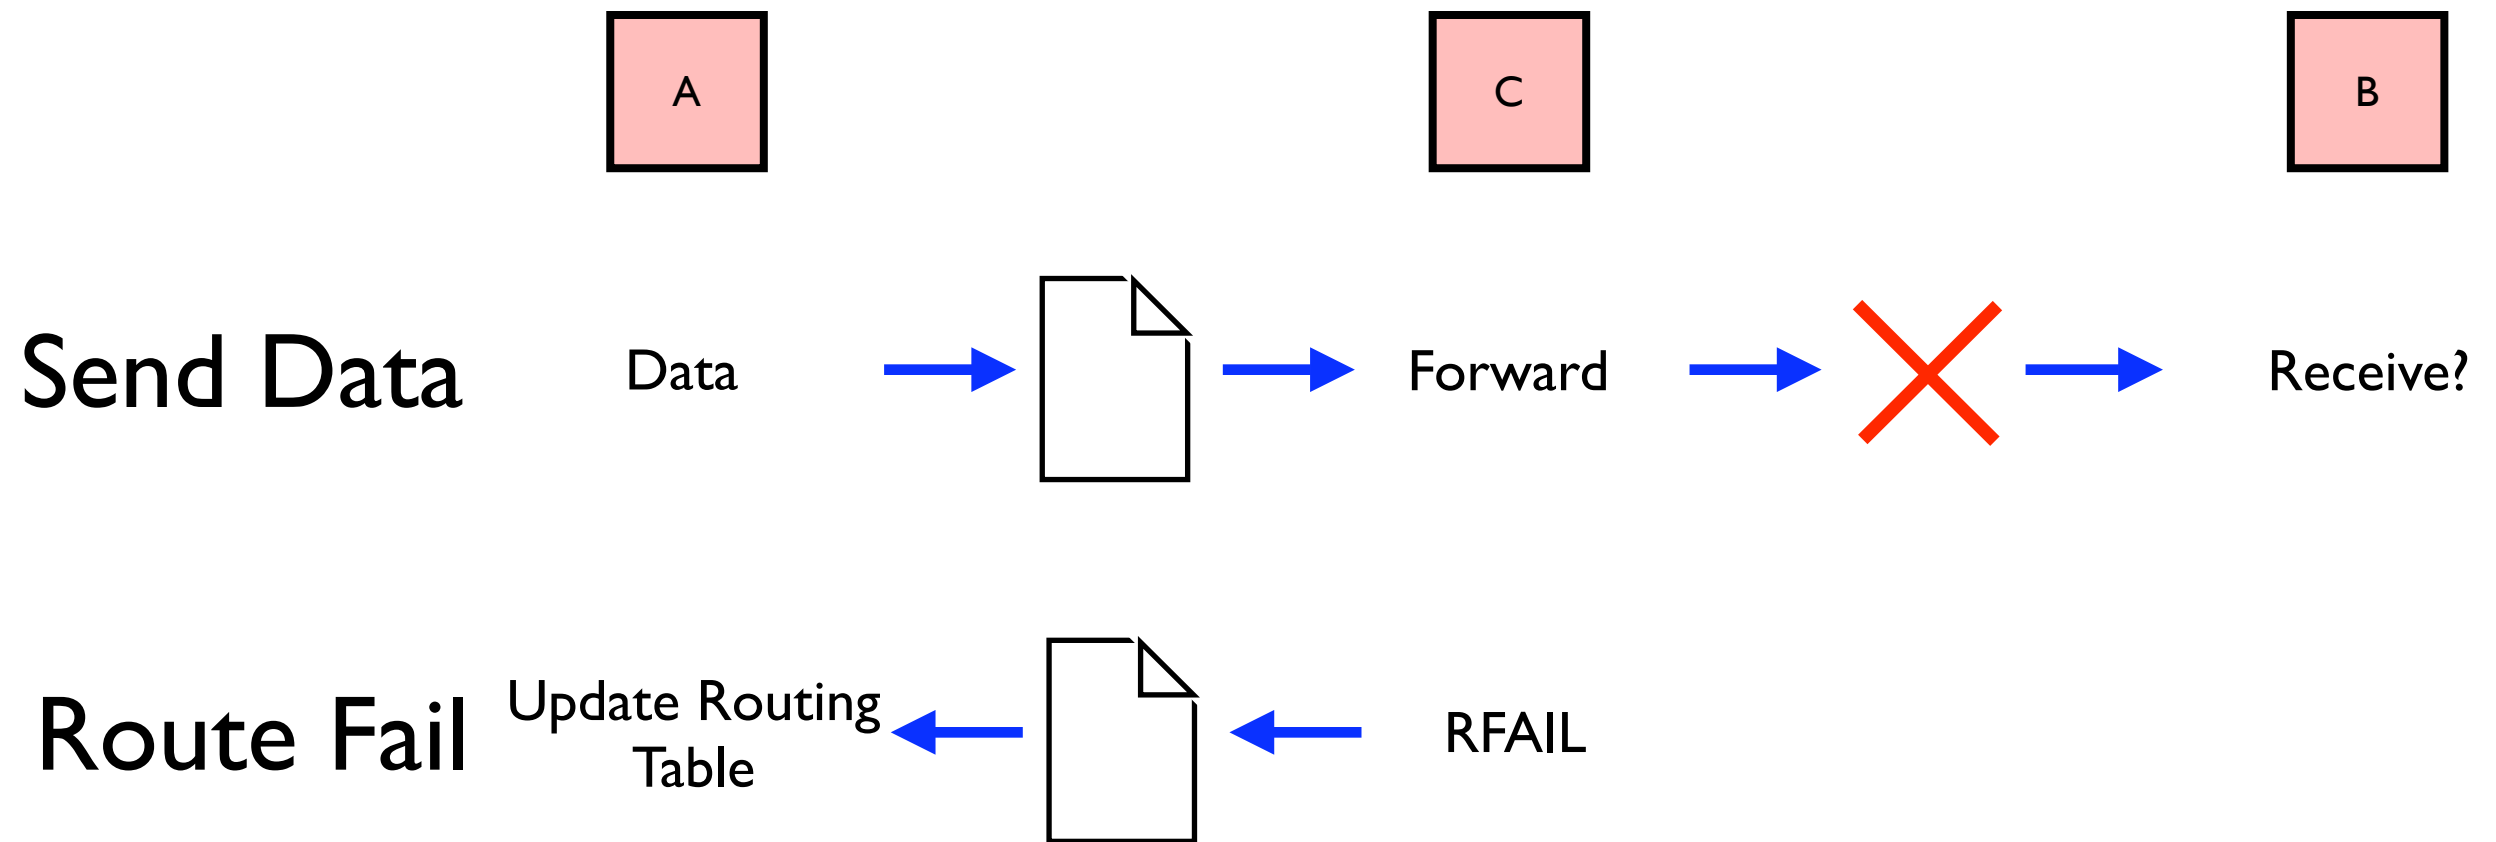 A
C
B
Send Data
Data
Forward
Receive?
Route Fail
Update Routing
Table
RFAIL